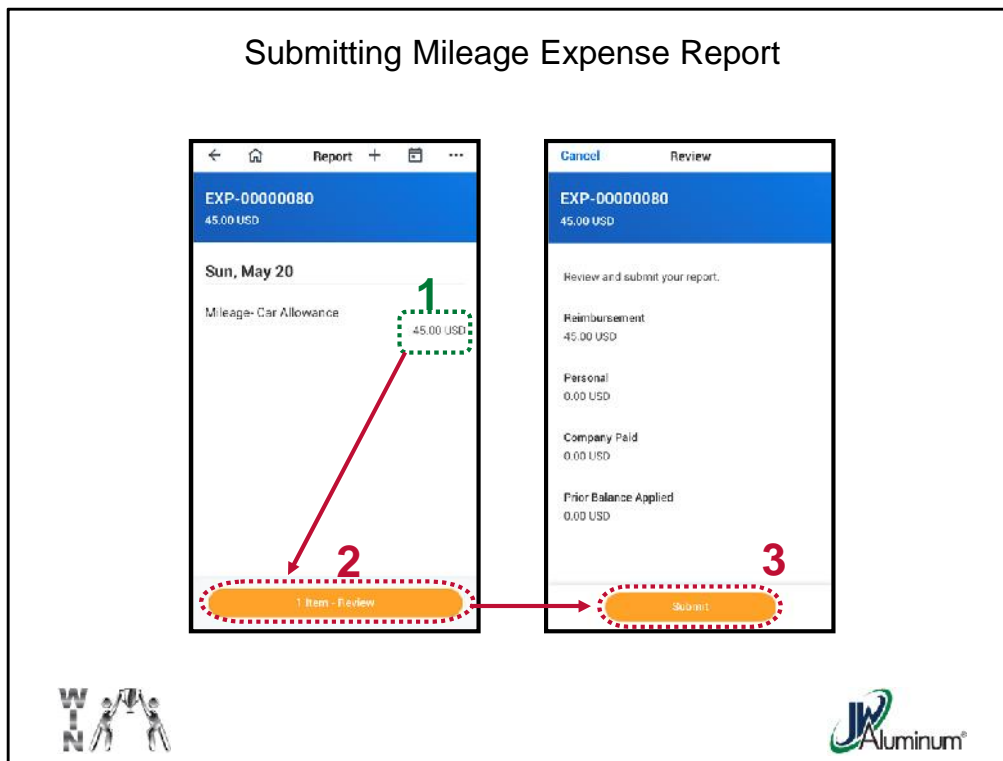 Submitting Mileage Expense Report
Report
EXP-00000080
45.00 USD
Sun, May 20
Mileage- Car Allowance
1
45.00 USD
2
1 Item - Review
Cancel Review
EXP-00000080
45.00 USD
Review and submit your report.
Reimbursement
45.00 USD
Personal
0.00 USD
Company Paid
0.00 USD
Prior Balance Applied
0.00 USD
3
Submit
WIN
JW
Aluminum®